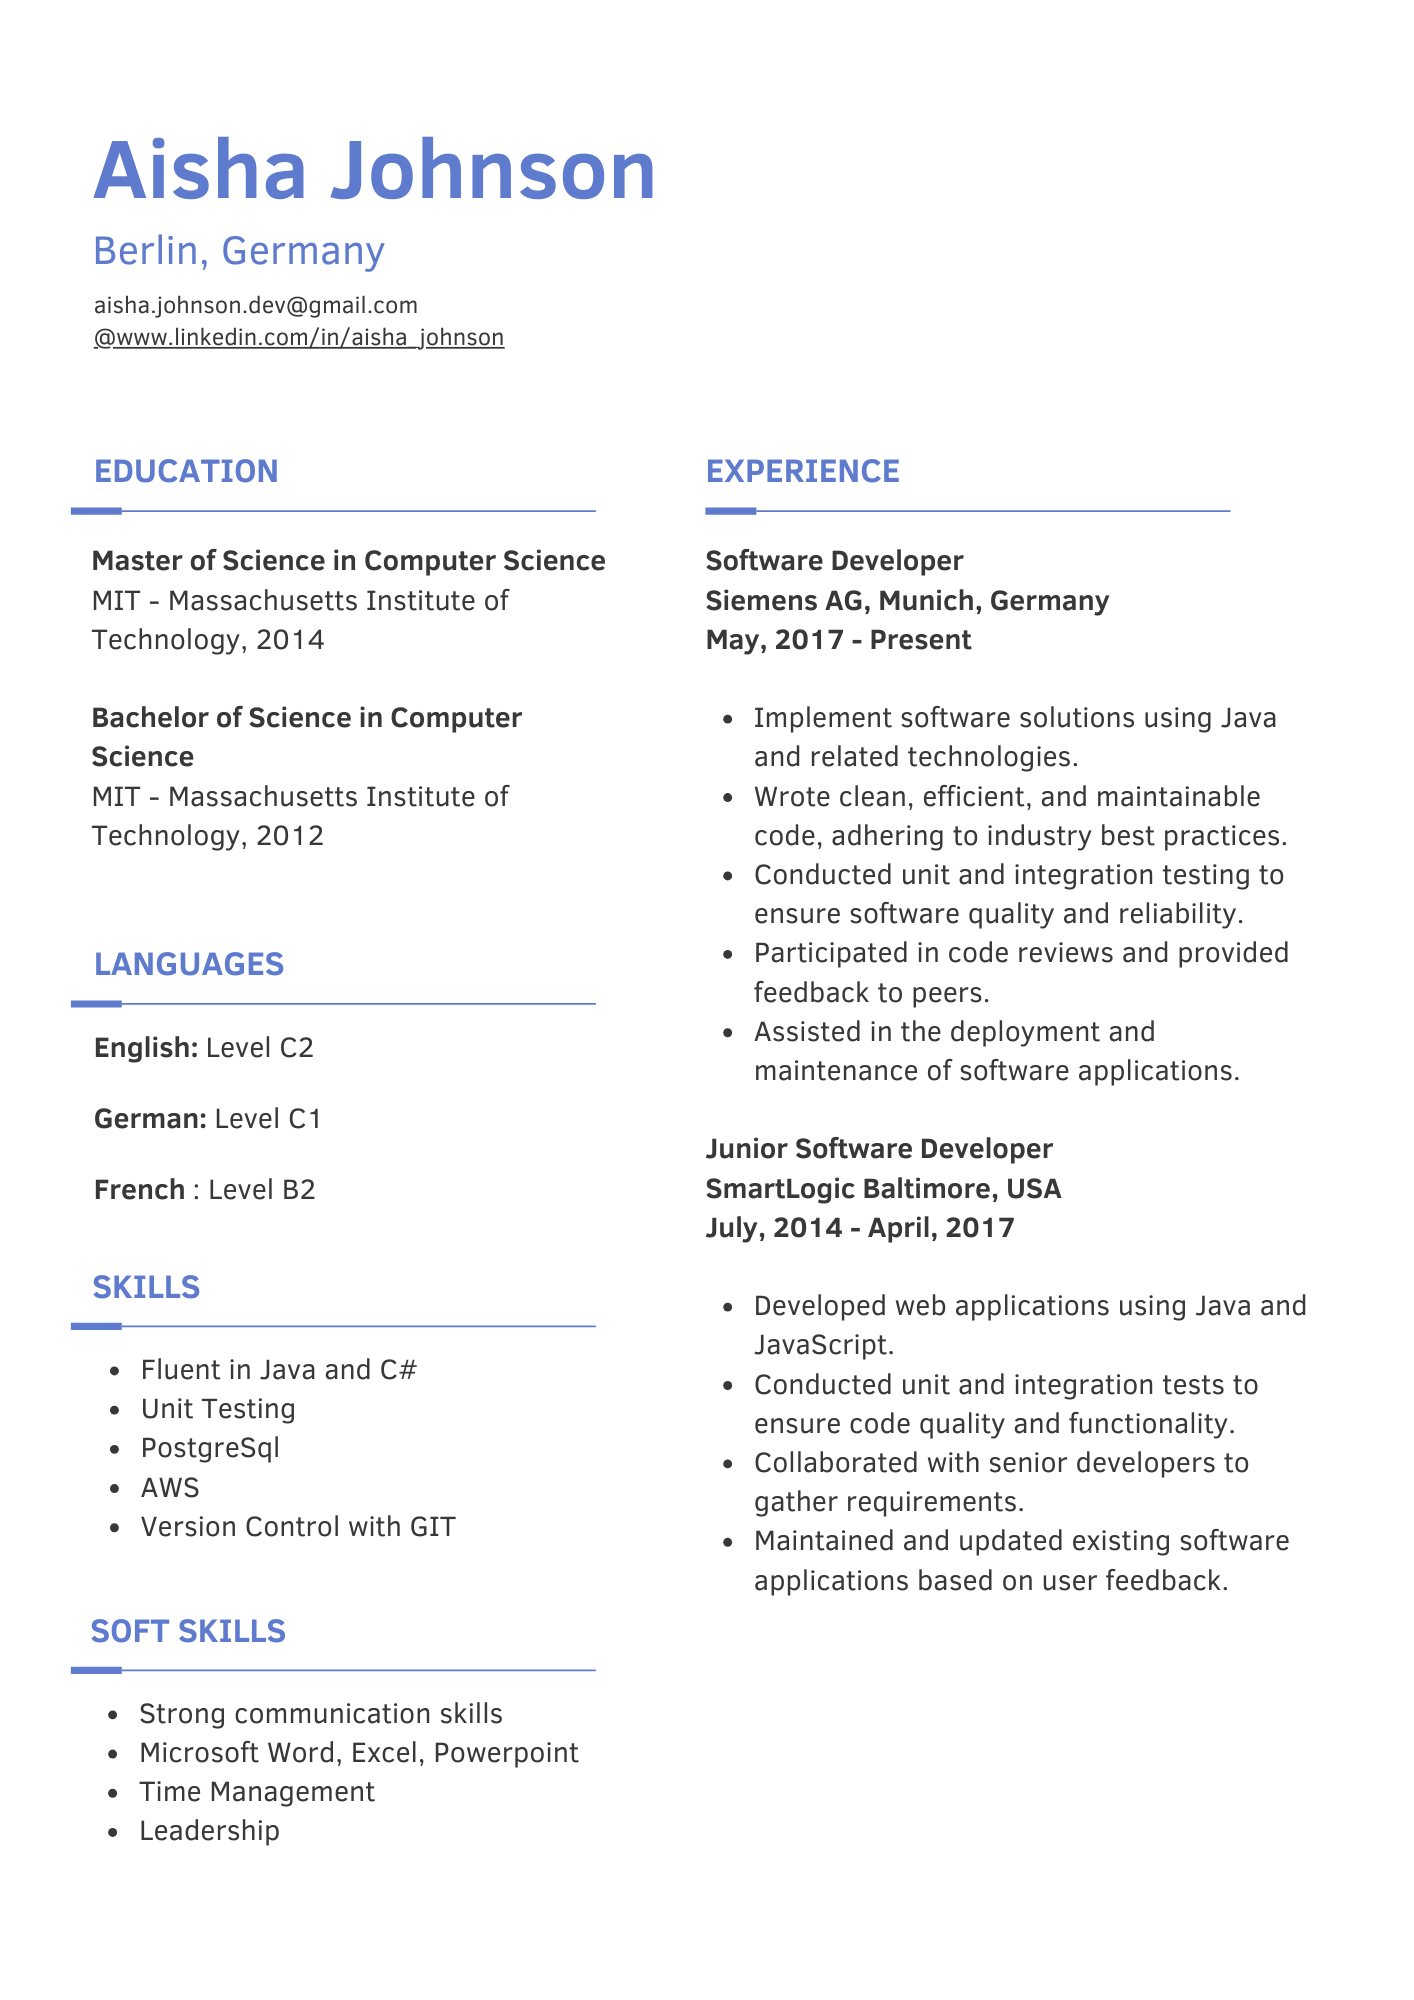 Aisha Johnson
Berlin, Germany
aisha.johnson.dev@gmail.com
@www.linkedin.com/in/aisha_johnson
EDUCATION
Master of Science in Computer Science
MIT - Massachusetts Institute of
Technology, 2014
Bachelor of Science in Computer
Science
MIT - Massachusetts Institute of
Technology, 2012
LANGUAGES
English: Level C2
German: Level C1
French : Level B2
SKILLS
• Fluent in Java and C#
• Unit Testing
• PostgreSql
• AWS
• Version Control with GIT
SOFT SKILLS
• Strong communication skills
• Microsoft Word, Excel, Powerpoint
• Time Management
• Leadership
EXPERIENCE
Software Developer
Siemens AG, Munich, Germany
May, 2017 - Present
• Implement software solutions using Java
and related technologies.
• Wrote clean, efficient, and maintainable
code, adhering to industry best practices.
• Conducted unit and integration testing to
ensure software quality and reliability.
• Participated in code reviews and provided
feedback to peers.
• Assisted in the deployment and
maintenance of software applications.
Junior Software Developer
SmartLogic Baltimore, USA
July, 2014 - April, 2017
• Developed web applications using Java and
JavaScript.
• Conducted unit and integration tests to
ensure code quality and functionality.
• Collaborated with senior developers to
gather requirements.
• Maintained and updated existing software
applications based on user feedback.